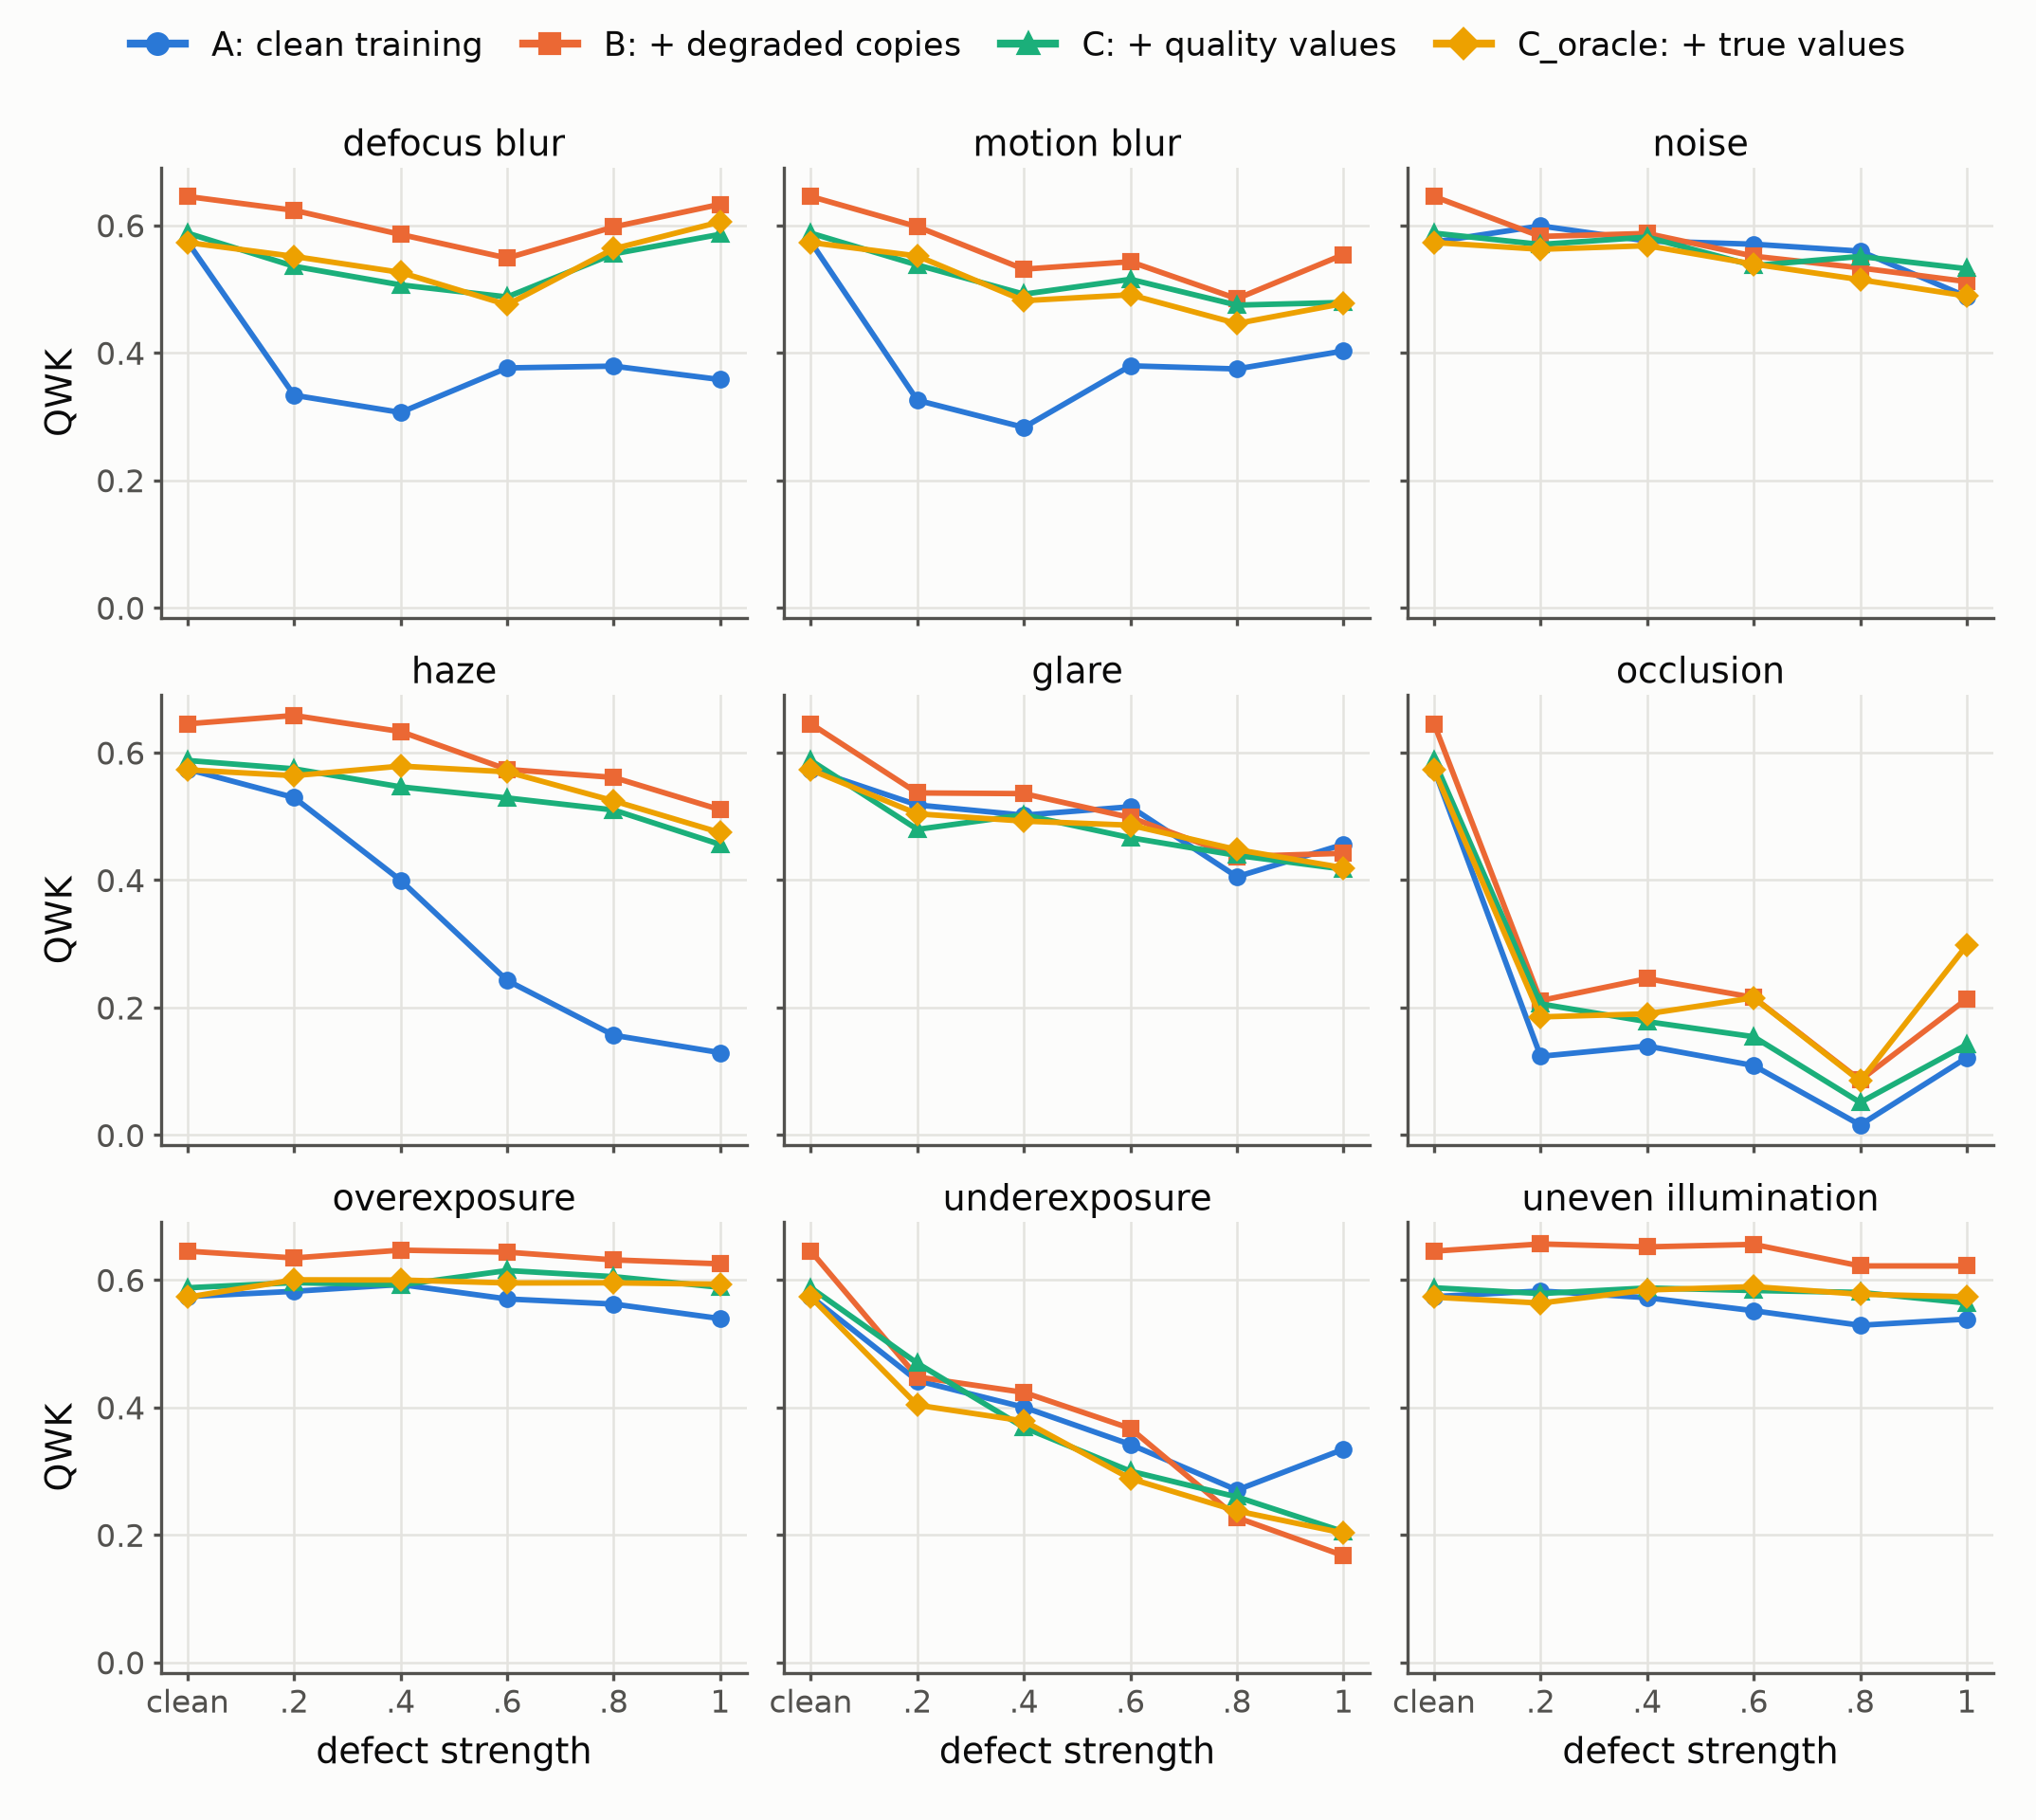 A: clean training B: + degraded copies C: + quality values C_oracle: + true values
defocus blur motion blur noise
QWK
0.6
0.4
0.2
0.0
haze glare occlusion
QWK
0.6
0.4
0.2
0.0
overexposure underexposure uneven illumination
QWK
0.6
0.4
0.2
0.0
clean .2 .4 .6 .8 1 clean .2 .4 .6 .8 1 clean .2 .4 .6 .8 1
defect strength defect strength defect strength